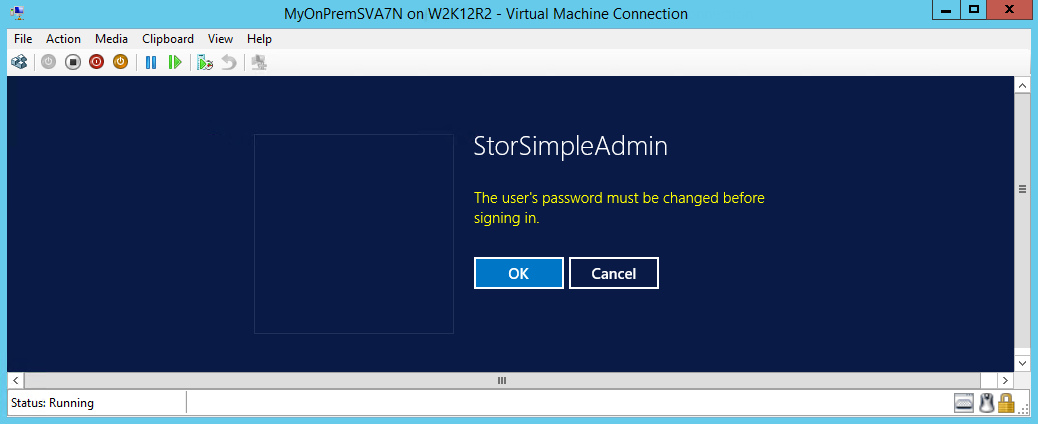 MyOnPremSVA7N on W2K12R2 - Virtual Machine Connection
File Action Media Clipboard View Help
StorSimpleAdmin
The user's password must be changed before
signing in.
OK Cancel
Status: Running